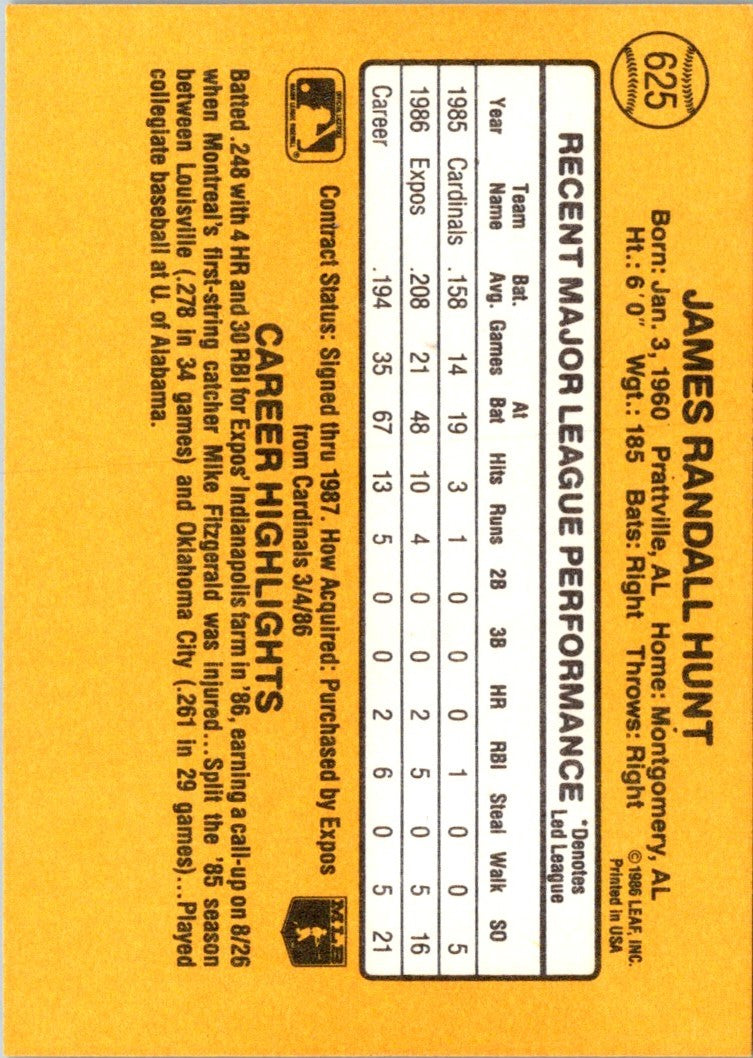 625
JAMES RANDALL HUNT
Born: Jan. 3, 1960 Prattville, AL Home: Montgomery, AL
Ht.: 6'0" Wgt.: 185 Bats: Right Throws: Right
© 1986 LEAF, INC.
Printed in USA
RECENT MAJOR LEAGUE PERFORMANCE *Denotes Led League
Year Team Name Bat. Avg. Games At Bat Hits Runs 2B 3B HR RBI Steal Walk SO
1985 Cardinals .158 14 19 3 1 0 0 0 1 0 0 5
1986 Expos .208 21 48 10 4 0 0 2 5 0 5 16
Career .194 35 67 13 5 0 0 2 6 0 5 21
Contract Status: Signed thru 1987. How Acquired: Purchased by Expos
from Cardinals 3/4/86
MLB
CAREER HIGHLIGHTS
Batted .248 with 4 HR and 30 RBI for Expos' Indianapolis farm in '86, earning a call-up on 8/26
when Montreal's first-string catcher Mike Fitzgerald was injured...Split the '85 season
between Louisville (.278 in 34 games) and Oklahoma City (.261 in 29 games)...Played
collegiate baseball at U. of Alabama.